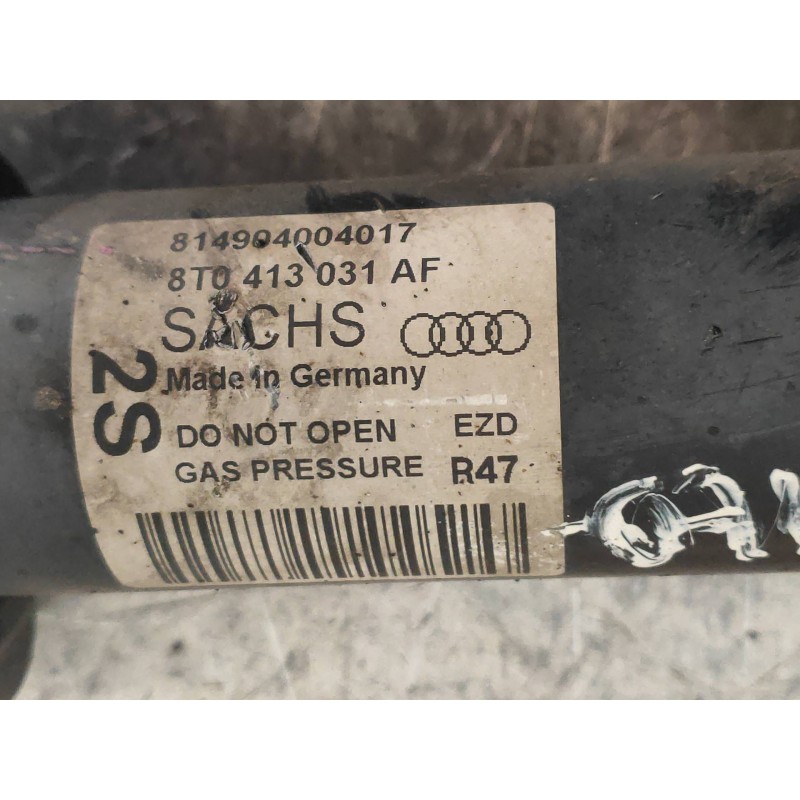 814904004017
8T0 413 031 AF
SACHS
2S
Made in Germany
DO NOT OPEN EZD
GAS PRESSURE R47